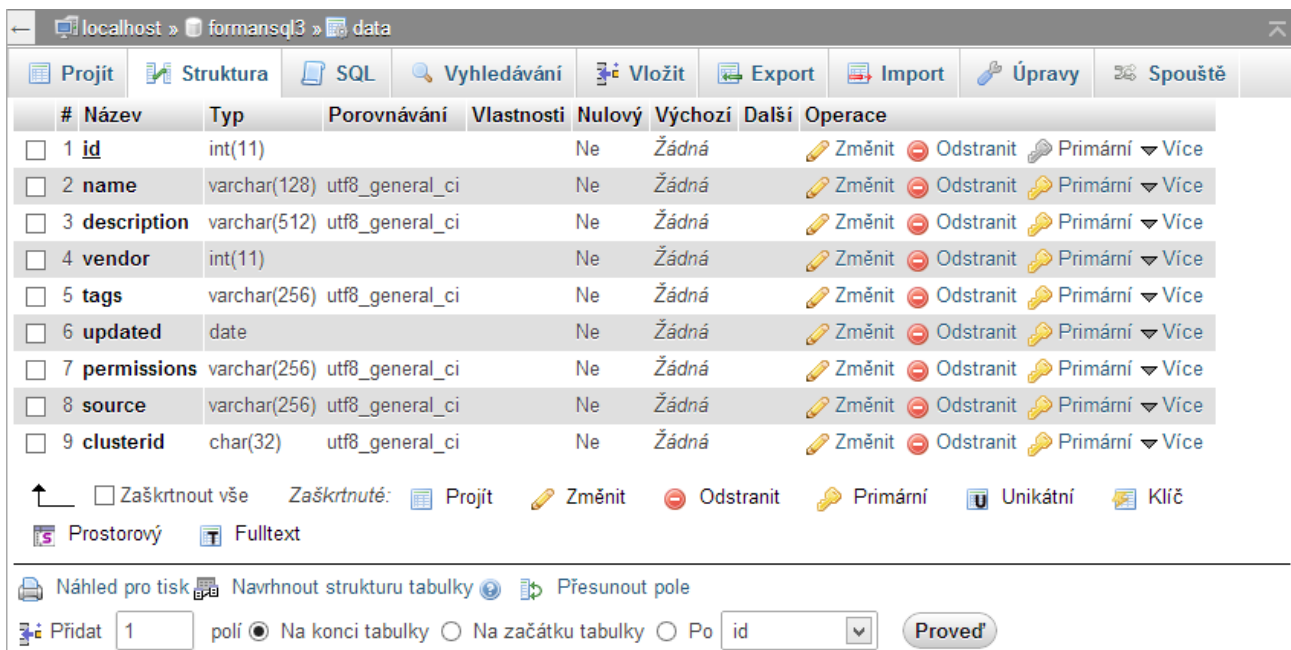 localhost » formansql3 » data
Projít Struktura SQL Vyhledávání Vložit Export Import Úpravy Spouště
# Název Typ Porovnávání Vlastnosti Nulový Výchozí Další Operace
1 id int(11) Ne Žádná Změnit Odstranit Primární Více
2 name varchar(128) utf8_general_ci Ne Žádná Změnit Odstranit Primární Více
3 description varchar(512) utf8_general_ci Ne Žádná Změnit Odstranit Primární Více
4 vendor int(11) Ne Žádná Změnit Odstranit Primární Více
5 tags varchar(256) utf8_general_ci Ne Žádná Změnit Odstranit Primární Více
6 updated date Ne Žádná Změnit Odstranit Primární Více
7 permissions varchar(256) utf8_general_ci Ne Žádná Změnit Odstranit Primární Více
8 source varchar(256) utf8_general_ci Ne Žádná Změnit Odstranit Primární Více
9 clusterid char(32) utf8_general_ci Ne Žádná Změnit Odstranit Primární Více
Zaškrtnout vše Zaškrtnuté: Projít Změnit Odstranit Primární Unikátní Klíč
Prostorový Fulltext
Náhled pro tisk Navrhnout strukturu tabulky Přesunout pole
Přidat 1 polí Na konci tabulky Na začátku tabulky Po id Proveď